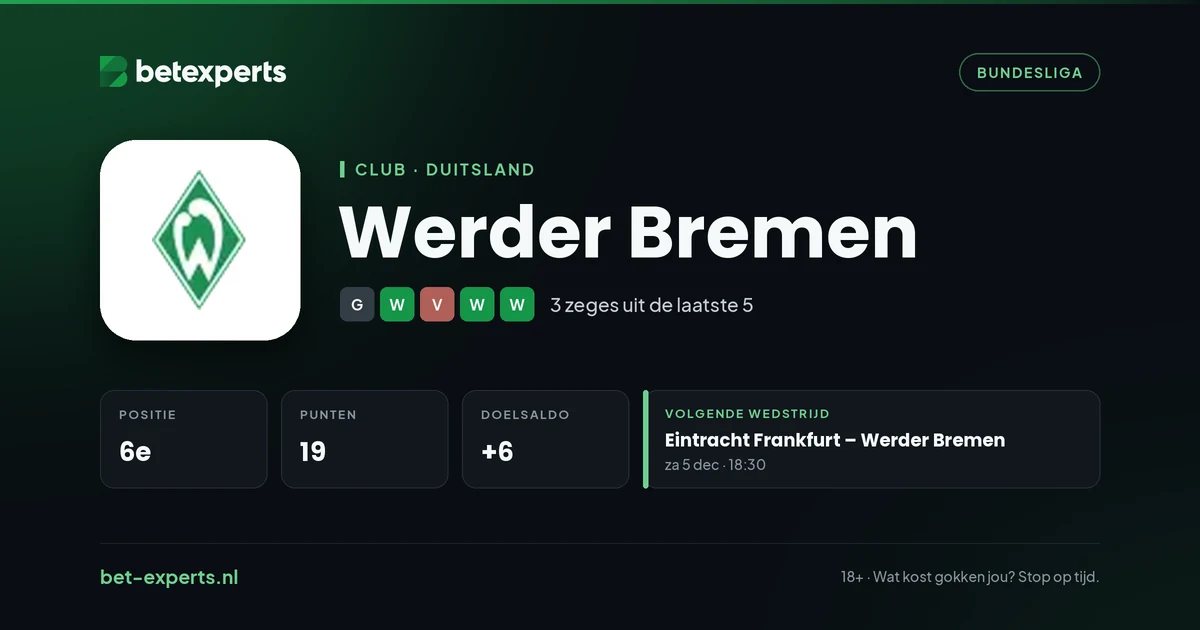 betexperts
BUNDESLIGA
CLUB · DUITSLAND
Werder Bremen
G W V W W 3 zeges uit de laatste 5
POSITIE
6e
PUNTEN
19
DOELSALDO
+6
VOLGENDE WEDSTRIJD
Eintracht Frankfurt – Werder Bremen
za 5 dec · 18:30
bet-experts.nl
18+ · Wat kost gokken jou? Stop op tijd.